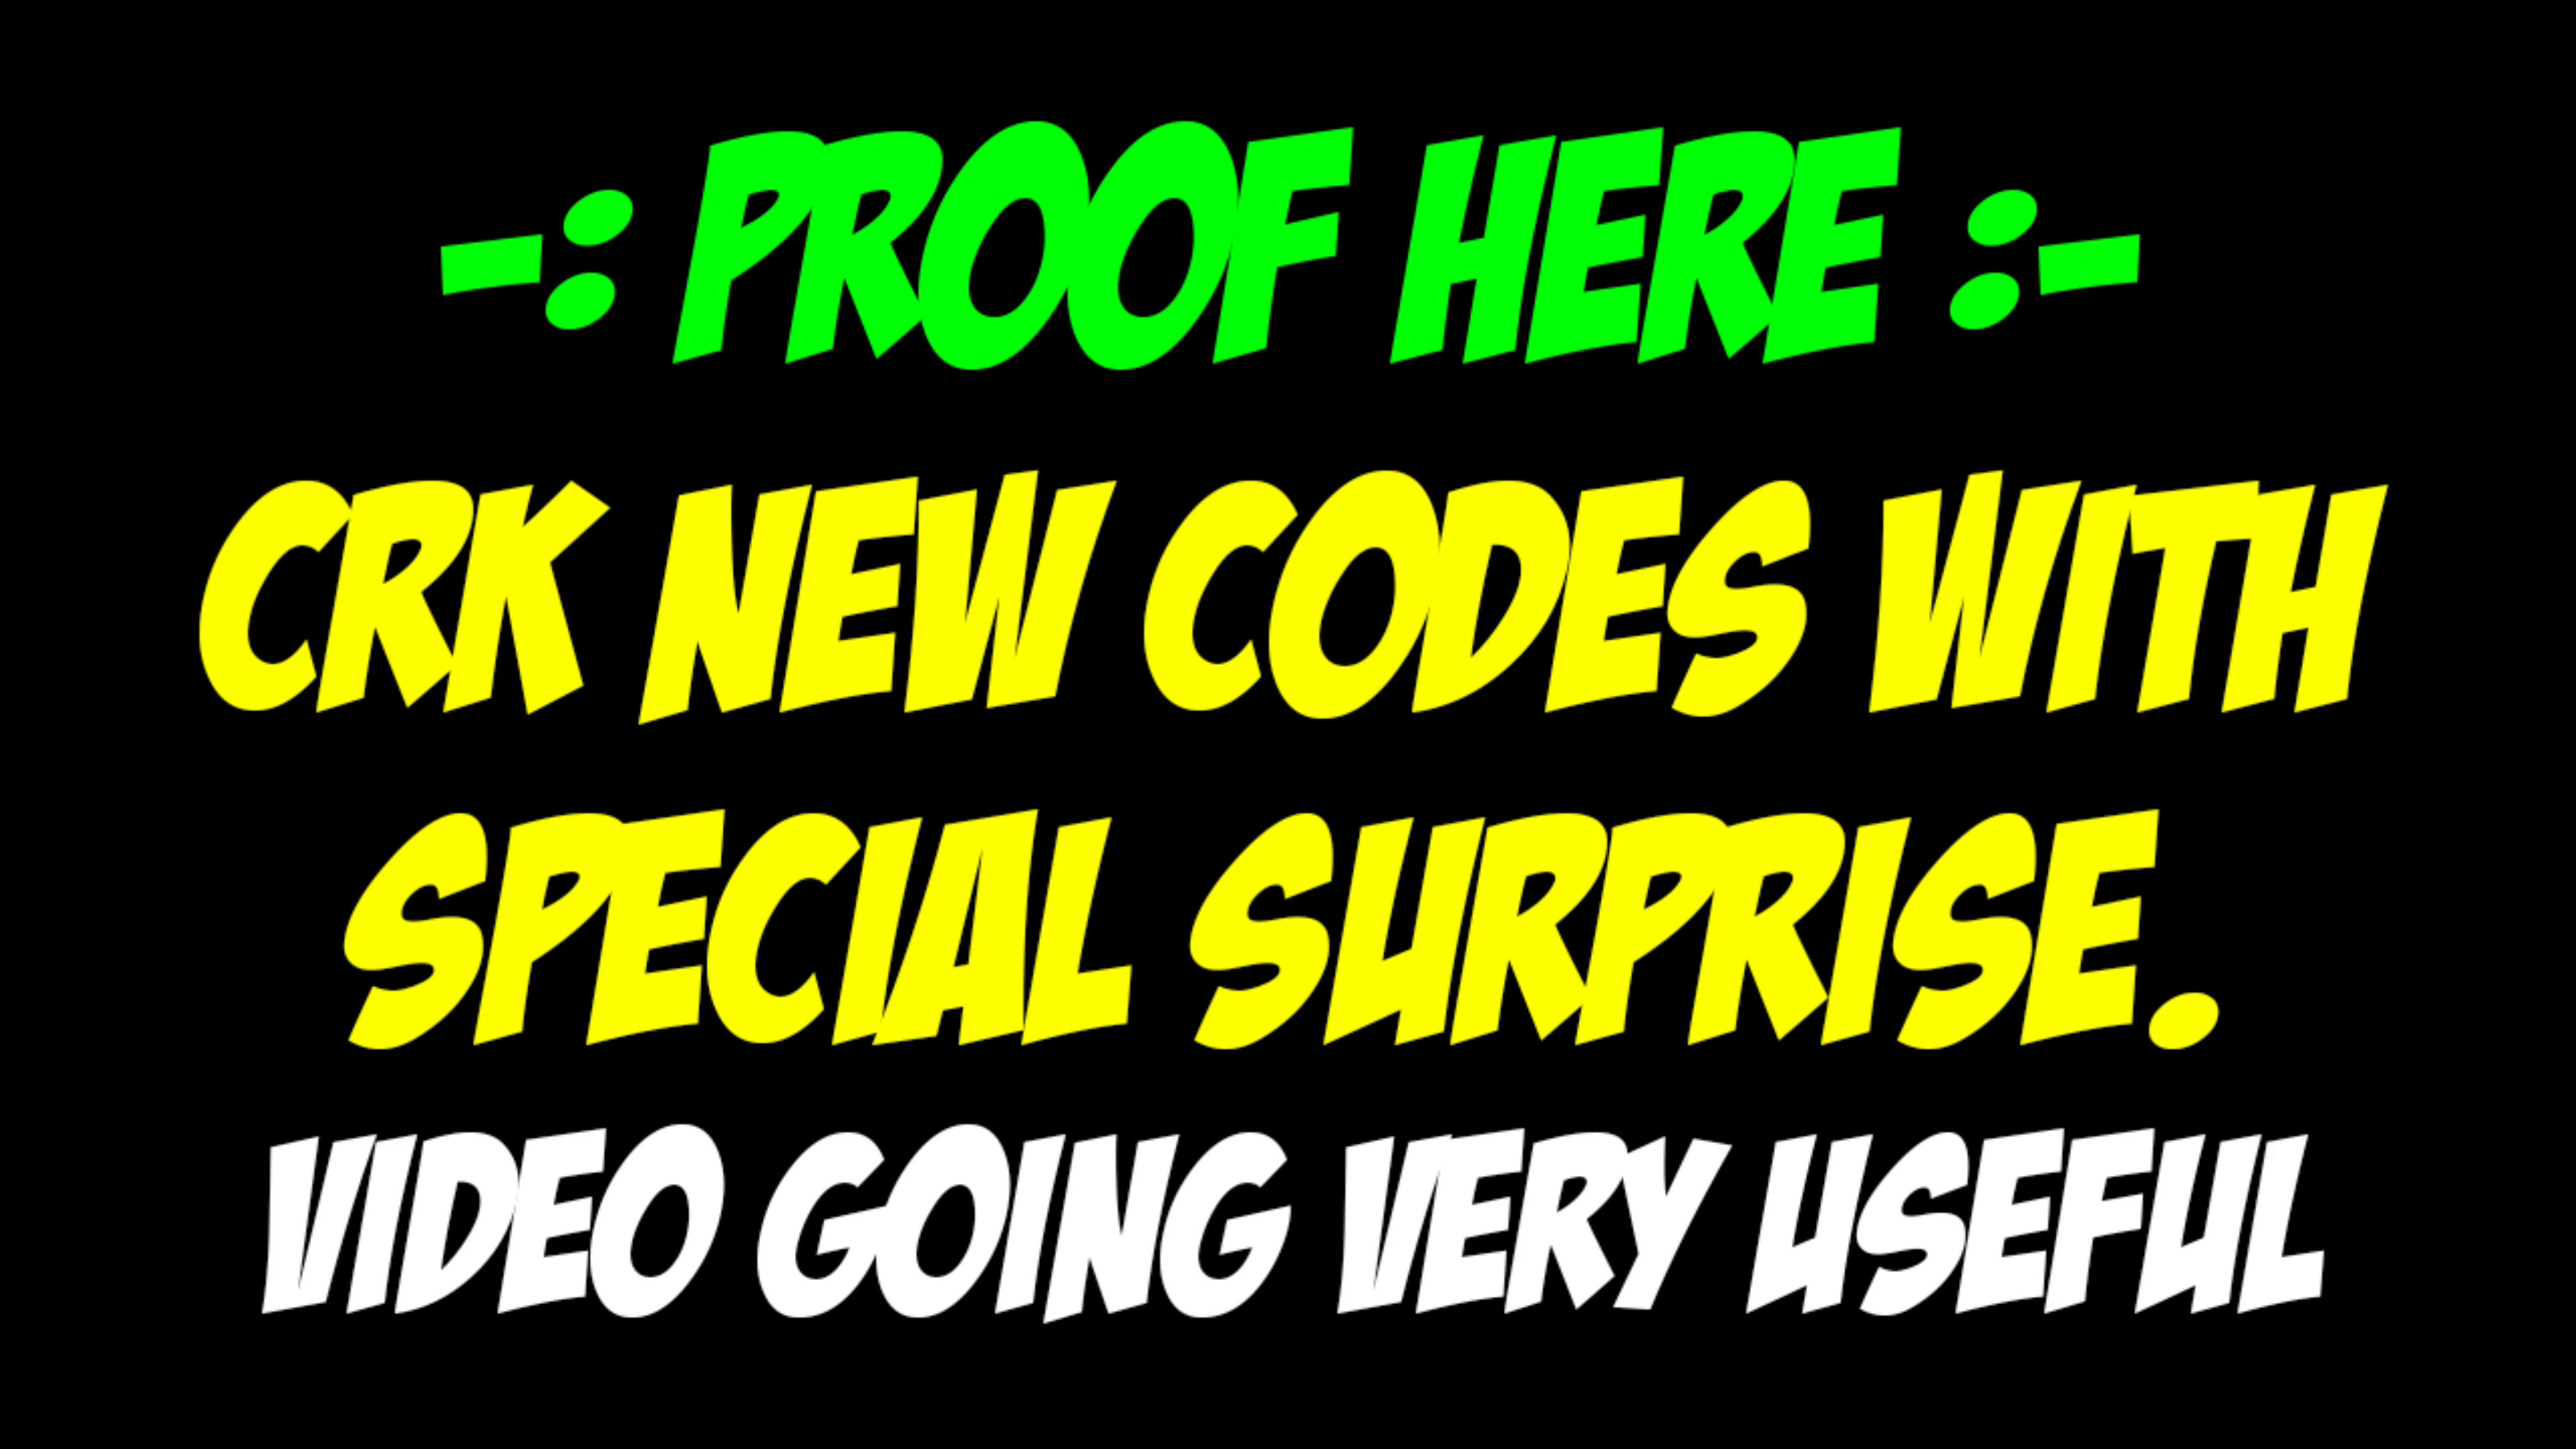 -: PROOF HERE :-
CRK NEW CODES WITH
SPECIAL SURPRISE.
VIDEO GOING VERY USEFUL